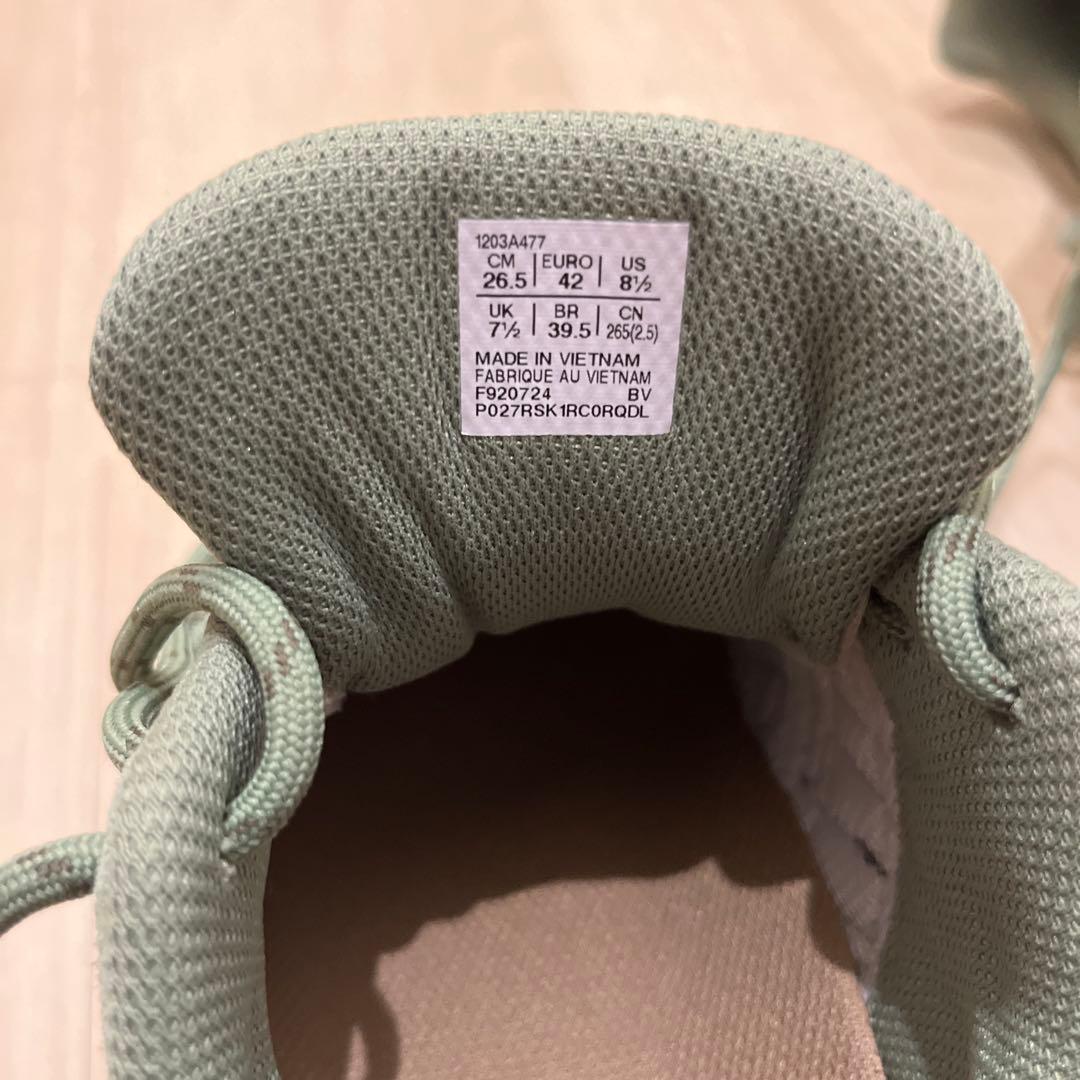 1203A477
CM | EURO | US
26.5 | 42 | 8½
UK | BR | CN
7½ | 39.5 | 265(2.5)
MADE IN VIETNAM
FABRIQUE AU VIETNAM
F920724 BV
P027RSK1RC0RQDL